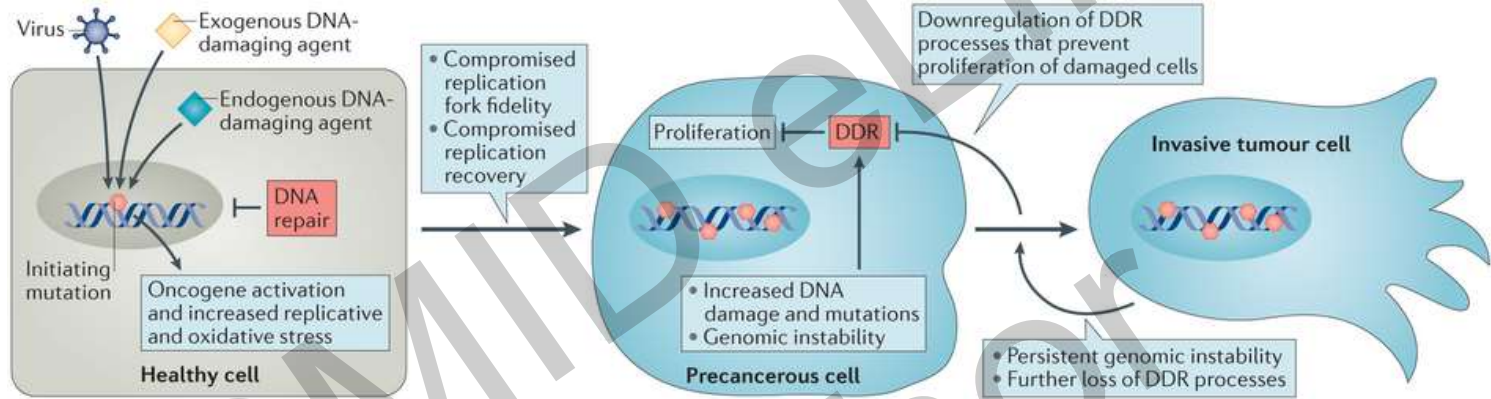 Virus
Exogenous DNA-
damaging agent
Endogenous DNA-
damaging agent
DNA
repair
Initiating
mutation
Oncogene activation
and increased replicative
and oxidative stress
Healthy cell
• Compromised
replication
fork fidelity
• Compromised
replication
recovery
Proliferation
DDR
• Increased DNA
damage and mutations
• Genomic instability
Precancerous cell
Downregulation of DDR
processes that prevent
proliferation of damaged cells
Invasive tumour cell
• Persistent genomic instability
• Further loss of DDR processes